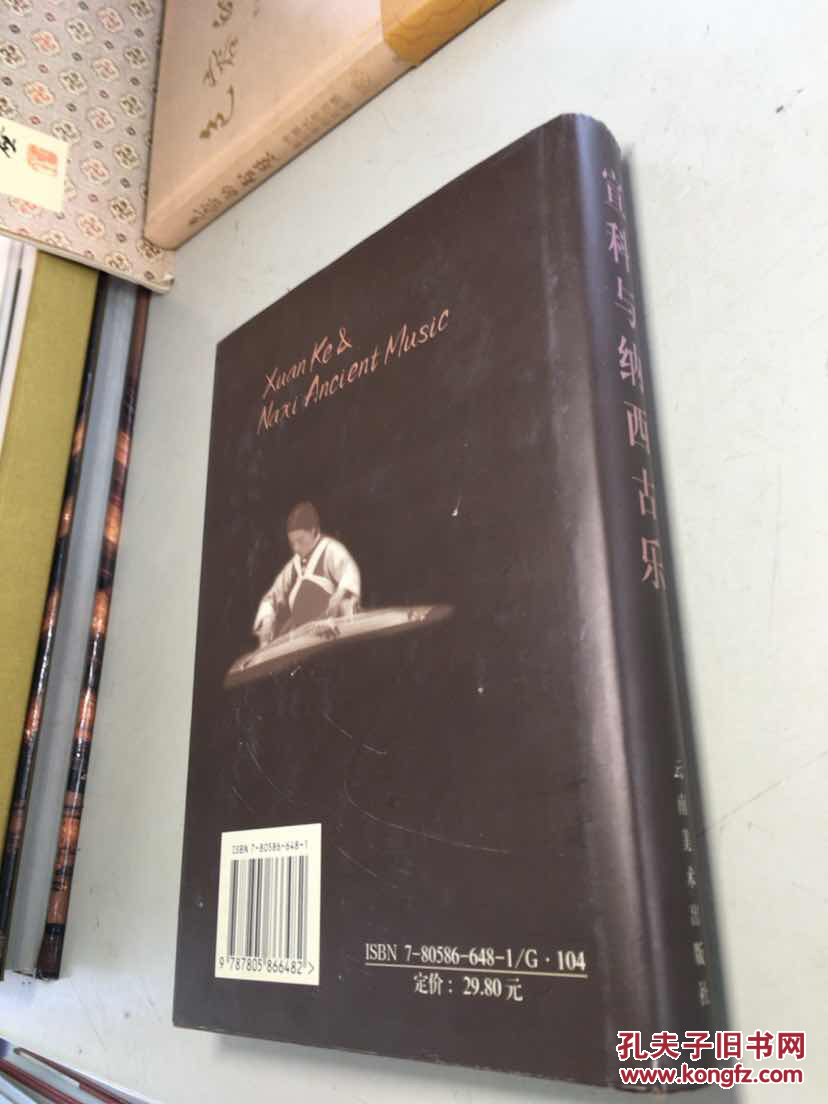 Xuan Ke &
Naxi Ancient Music
宣科与纳西古乐
云南美术出版社
ISBN 7-80586-648-1
9 787805 866482 >
ISBN 7-80586-648-1/G·104
定价：29.80元
孔夫子旧书网
www.kongfz.com